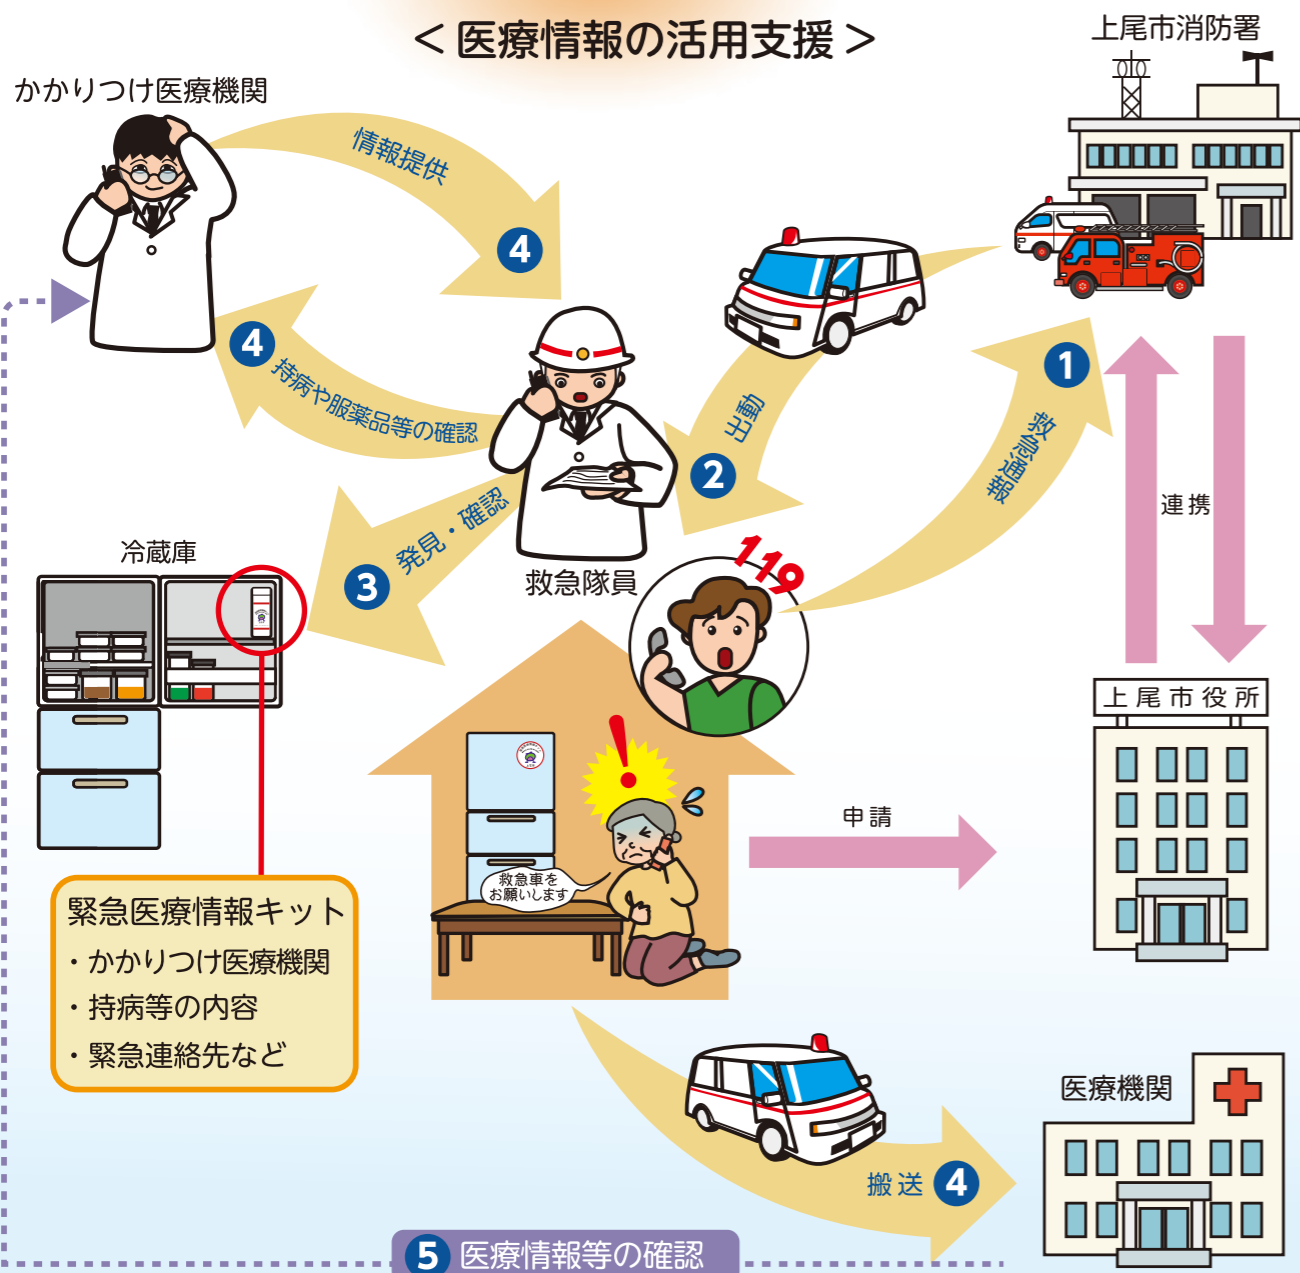 ＜医療情報の活用支援＞
上尾市消防署
かかりつけ医療機関
情報提供
4
4
持病や服薬品等の確認
出動
2
1
救急通報
連携
3
発見・確認
救急隊員
119
冷蔵庫
上尾市役所
申請
救急車を
お願いします
緊急医療情報キット
・かかりつけ医療機関
・持病等の内容
・緊急連絡先など
医療機関
搬送 4
5 医療情報等の確認